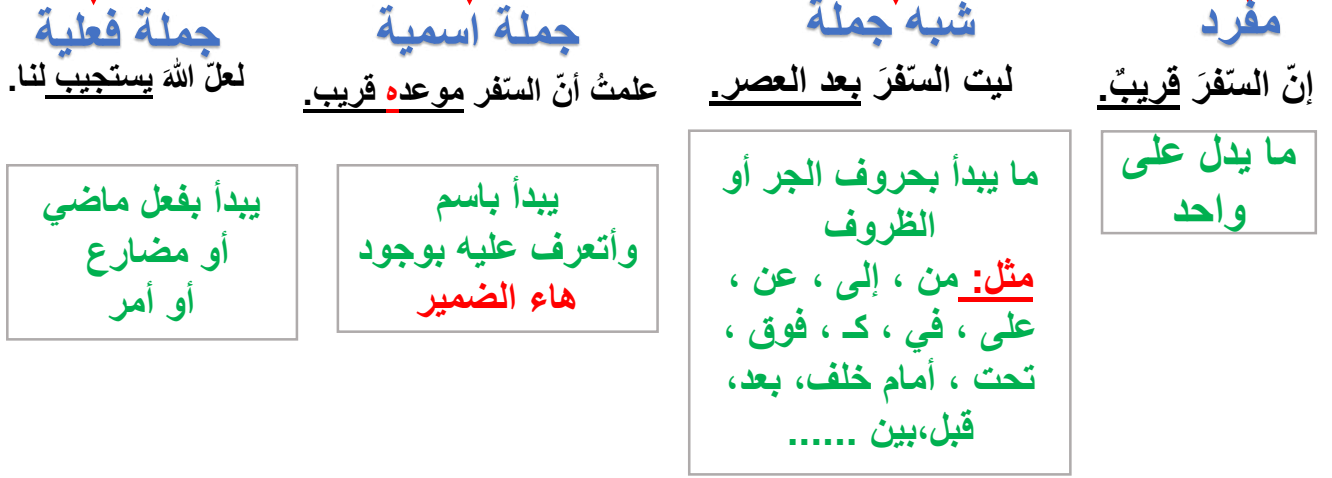 مفرد
إنّ السّفرَ قريبٌ.
ما يدل على
واحد
شبه جملة
ليت السّفرَ بعد العصر.
ما يبدأ بحروف الجر أو
الظروف
مثل: من ، إلى ، عن ،
على ، في ، كـ ، فوق ،
تحت ، أمام خلف، بعد،
قبل،بين ......
جملة اسمية
علمتُ أنّ السّفر موعده قريب.
يبدأ باسم
وأتعرف عليه بوجود
هاء الضمير
جملة فعلية
لعلّ اللهَ يستجيب لنا.
يبدأ بفعل ماضي
أو مضارع
أو أمر